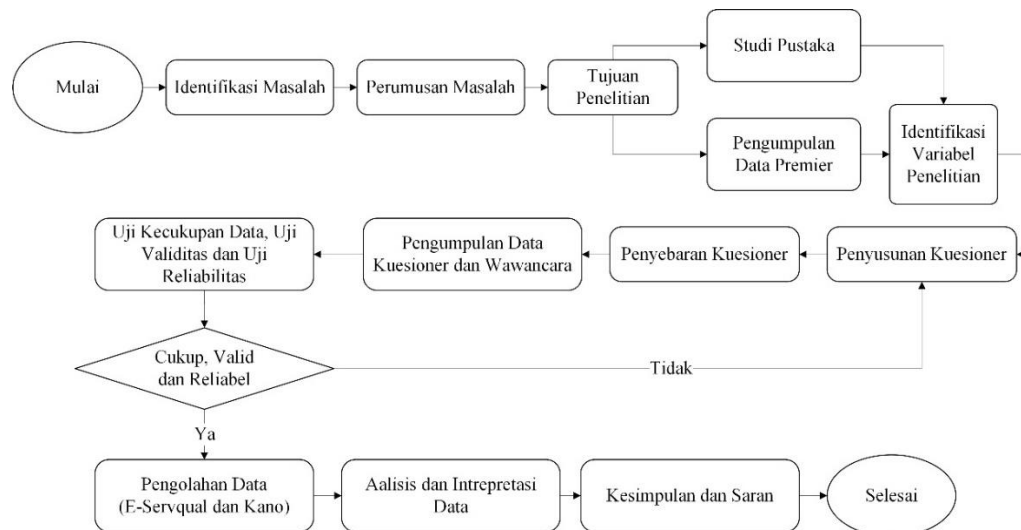 Mulai
Identifikasi Masalah
Perumusan Masalah
Tujuan
Penelitian
Studi Pustaka
Pengumpulan
Data Premier
Identifikasi
Variabel
Penelitian
Penyusunan Kuesioner
Penyebaran Kuesioner
Pengumpulan Data
Kuesioner dan Wawancara
Uji Kecukupan Data, Uji
Validitas dan Uji
Reliabilitas
Cukup, Valid
dan Reliabel
Tidak
Ya
Pengolahan Data
(E-Servqual dan Kano)
Aalisis dan Intrepretasi
Data
Kesimpulan dan Saran
Selesai